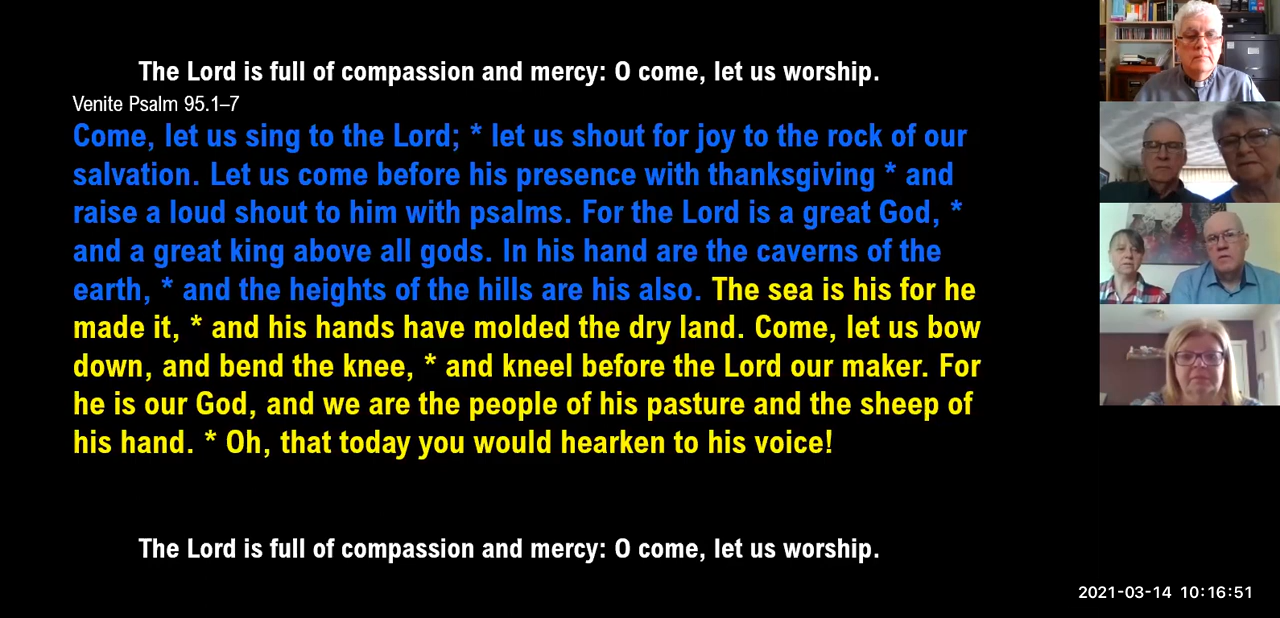 The Lord is full of compassion and mercy: O come, let us worship.
Venite Psalm 95.1–7
Come, let us sing to the Lord; * let us shout for joy to the rock of our
salvation. Let us come before his presence with thanksgiving * and
raise a loud shout to him with psalms. For the Lord is a great God, *
and a great king above all gods. In his hand are the caverns of the
earth, * and the heights of the hills are his also. The sea is his for he
made it, * and his hands have molded the dry land. Come, let us bow
down, and bend the knee, * and kneel before the Lord our maker. For
he is our God, and we are the people of his pasture and the sheep of
his hand. * Oh, that today you would hearken to his voice!
The Lord is full of compassion and mercy: O come, let us worship.
2021-03-14 10:16:51